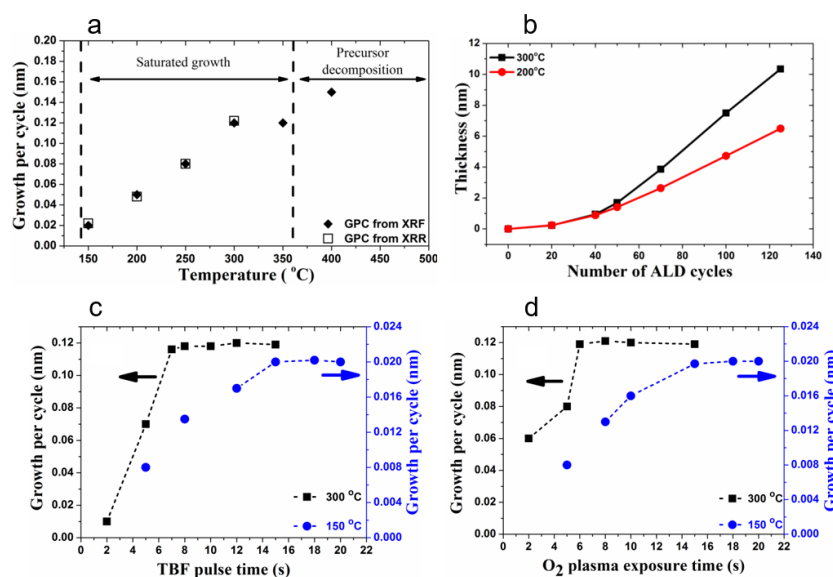 a
Saturated growth
Precursor
decomposition
Growth per cycle (nm)
0.20
0.18
0.16
0.14
0.12
0.10
0.08
0.06
0.04
0.02
0.00
GPC from XRF
GPC from XRR
150 200 250 300 350 400 450 500
Temperature ( °C)
b
300°C
200°C
Thickness (nm)
12
10
8
6
4
2
0
0 20 40 60 80 100 120 140
Number of ALD cycles
c
Growth per cycle (nm)
0.12
0.10
0.08
0.06
0.04
0.02
0.00
0.024
0.020
0.016
0.012
0.008
0.004
0.000
Growth per cycle (nm)
300 °C
150 °C
0 2 4 6 8 10 12 14 16 18 20 22
TBF pulse time (s)
d
Growth per cycle (nm)
0.12
0.10
0.08
0.06
0.04
0.02
0.00
0.024
0.020
0.016
0.012
0.008
0.004
0.000
Growth per cycle (nm)
300 °C
150 °C
0 2 4 6 8 10 12 14 16 18 20 22
O2 plasma exposure time (s)